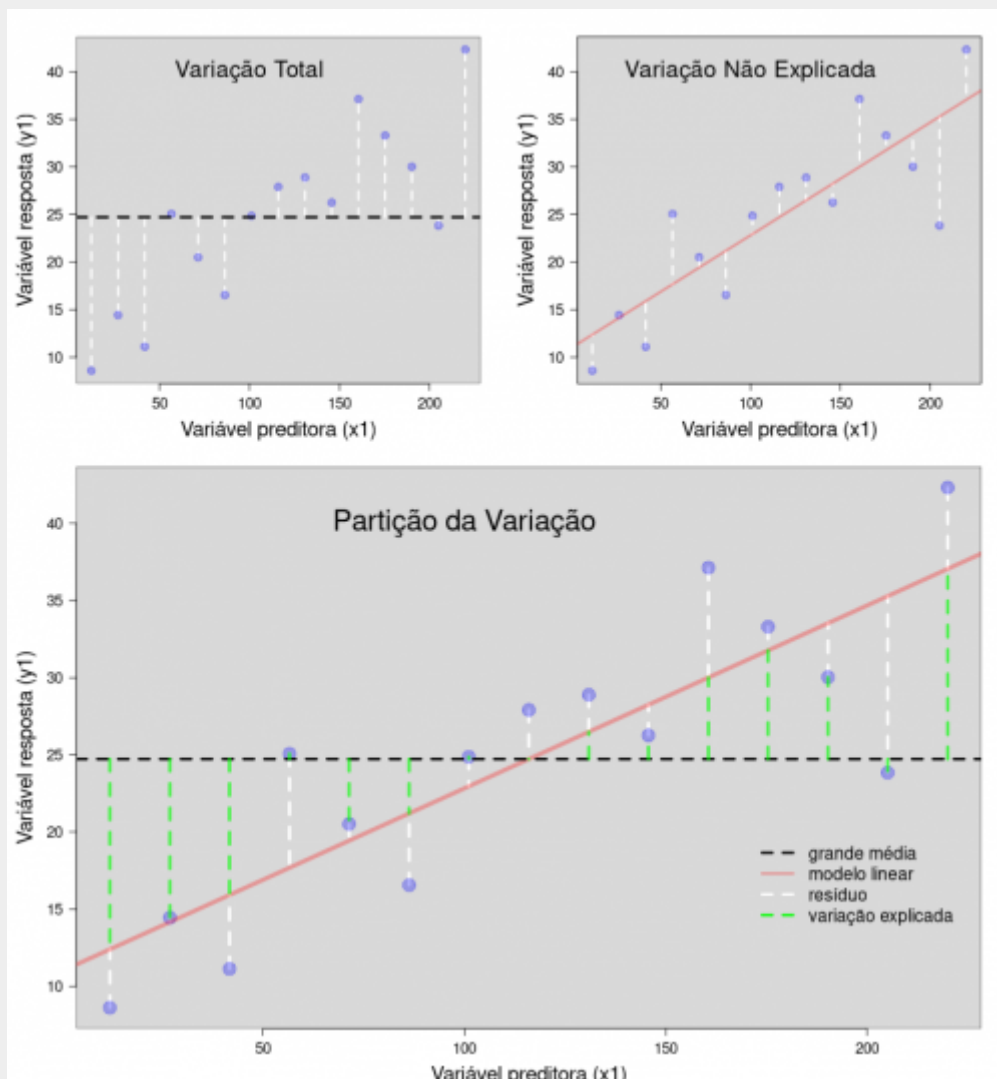 Variação Total
Variável resposta (y1)
40
35
30
25
20
15
10
50 100 150 200
Variável preditora (x1)
Variação Não Explicada
Variável resposta (y1)
40
35
30
25
20
15
10
50 100 150 200
Variável preditora (x1)
Partição da Variação
Variável resposta (y1)
40
35
30
25
20
15
10
grande média
modelo linear
resíduo
variação explicada
50 100 150 200
Variável preditora (x1)